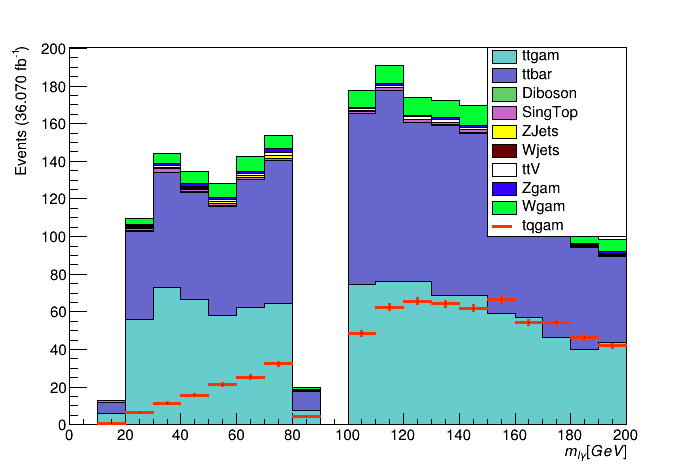 Events (36.070 fb⁻¹)
200
180
160
140
120
100
80
60
40
20
0
ttgam
ttbar
Diboson
SingTop
ZJets
Wjets
ttV
Zgam
Wgam
tqgam
0 20 40 60 80 100 120 140 160 180 200
m_{lγ}[GeV]